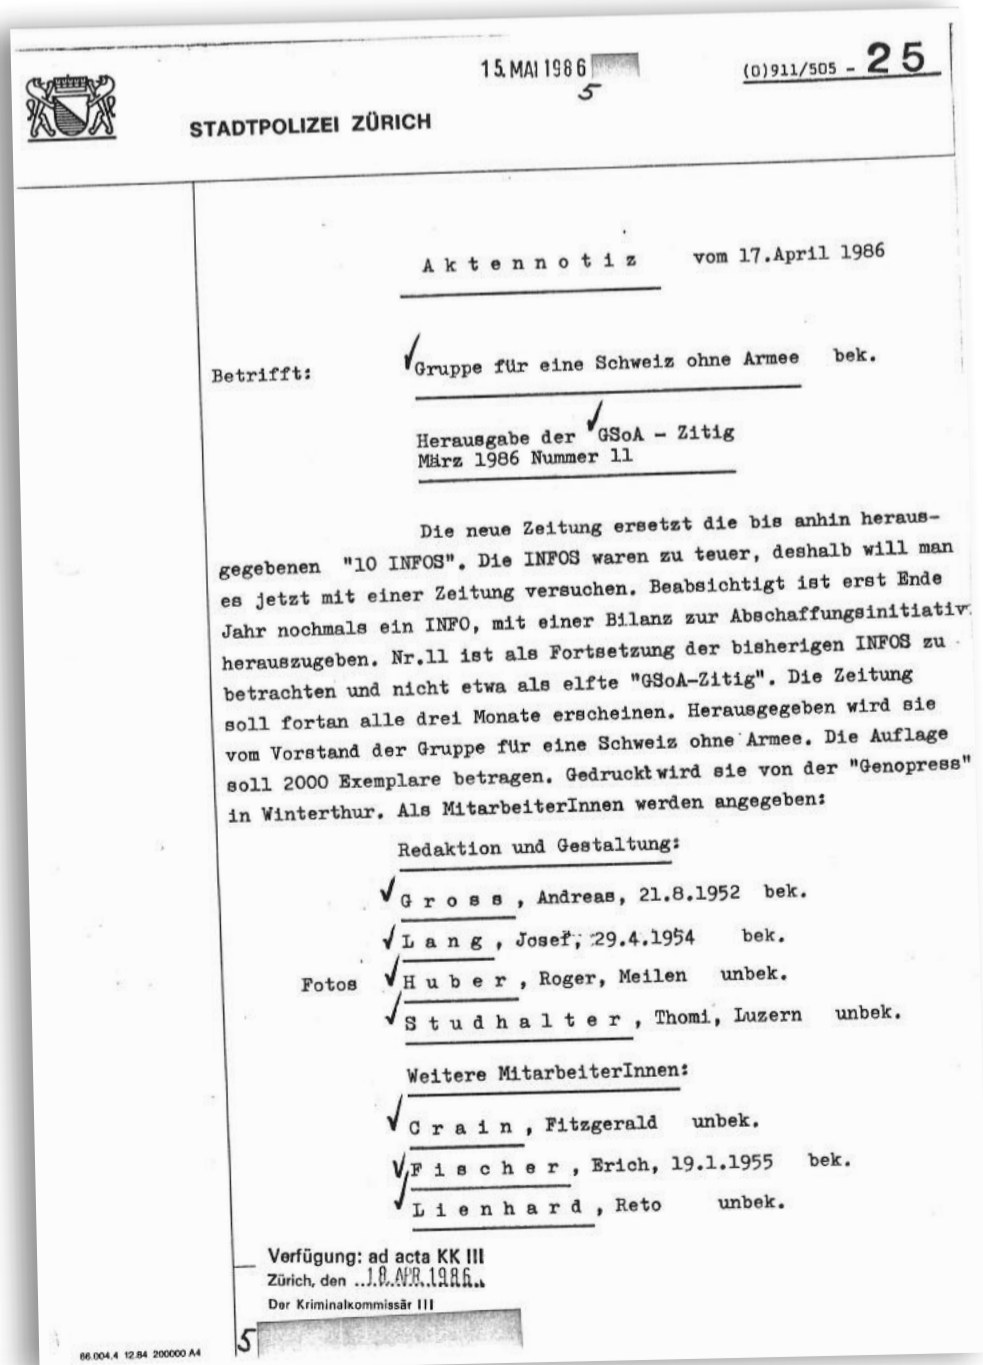 15. MAI 1986
5
(0)911/505 - 25
STADTPOLIZEI ZÜRICH
A k t e n n o t i z vom 17.April 1986
Betrifft: Gruppe für eine Schweiz ohne Armee bek.
Herausgabe der GSoA - Zitig
März 1986 Nummer 11
Die neue Zeitung ersetzt die bis anhin heraus-
gegebenen "10 INFOS". Die INFOS waren zu teuer, deshalb will man
es jetzt mit einer Zeitung versuchen. Beabsichtigt ist erst Ende
Jahr nochmals ein INFO, mit einer Bilanz zur Abschaffungsinitiativ
herauszugeben. Nr.11 ist als Fortsetzung der bisherigen INFOS zu
betrachten und nicht etwa als elfte "GSoA-Zitig". Die Zeitung
soll fortan alle drei Monate erscheinen. Herausgegeben wird sie
vom Vorstand der Gruppe für eine Schweiz ohne Armee. Die Auflage
soll 2000 Exemplare betragen. Gedruckt wird sie von der "Genopress"
in Winterthur. Als MitarbeiterInnen werden angegeben:
Redaktion und Gestaltung:
G r o s s , Andreas, 21.8.1952 bek.
L a n g , Josef, 29.4.1954 bek.
Fotos H u b e r , Roger, Meilen unbek.
S t u d h a l t e r , Thomi, Luzern unbek.
Weitere MitarbeiterInnen:
C r a i n , Fitzgerald unbek.
F i s c h e r , Erich, 19.1.1955 bek.
L i e n h a r d , Reto unbek.
Verfügung: ad acta KK III
Zürich, den 18. APR. 1986
Der Kriminalkommissär III
5
66.004.4 12.84 200000 A4